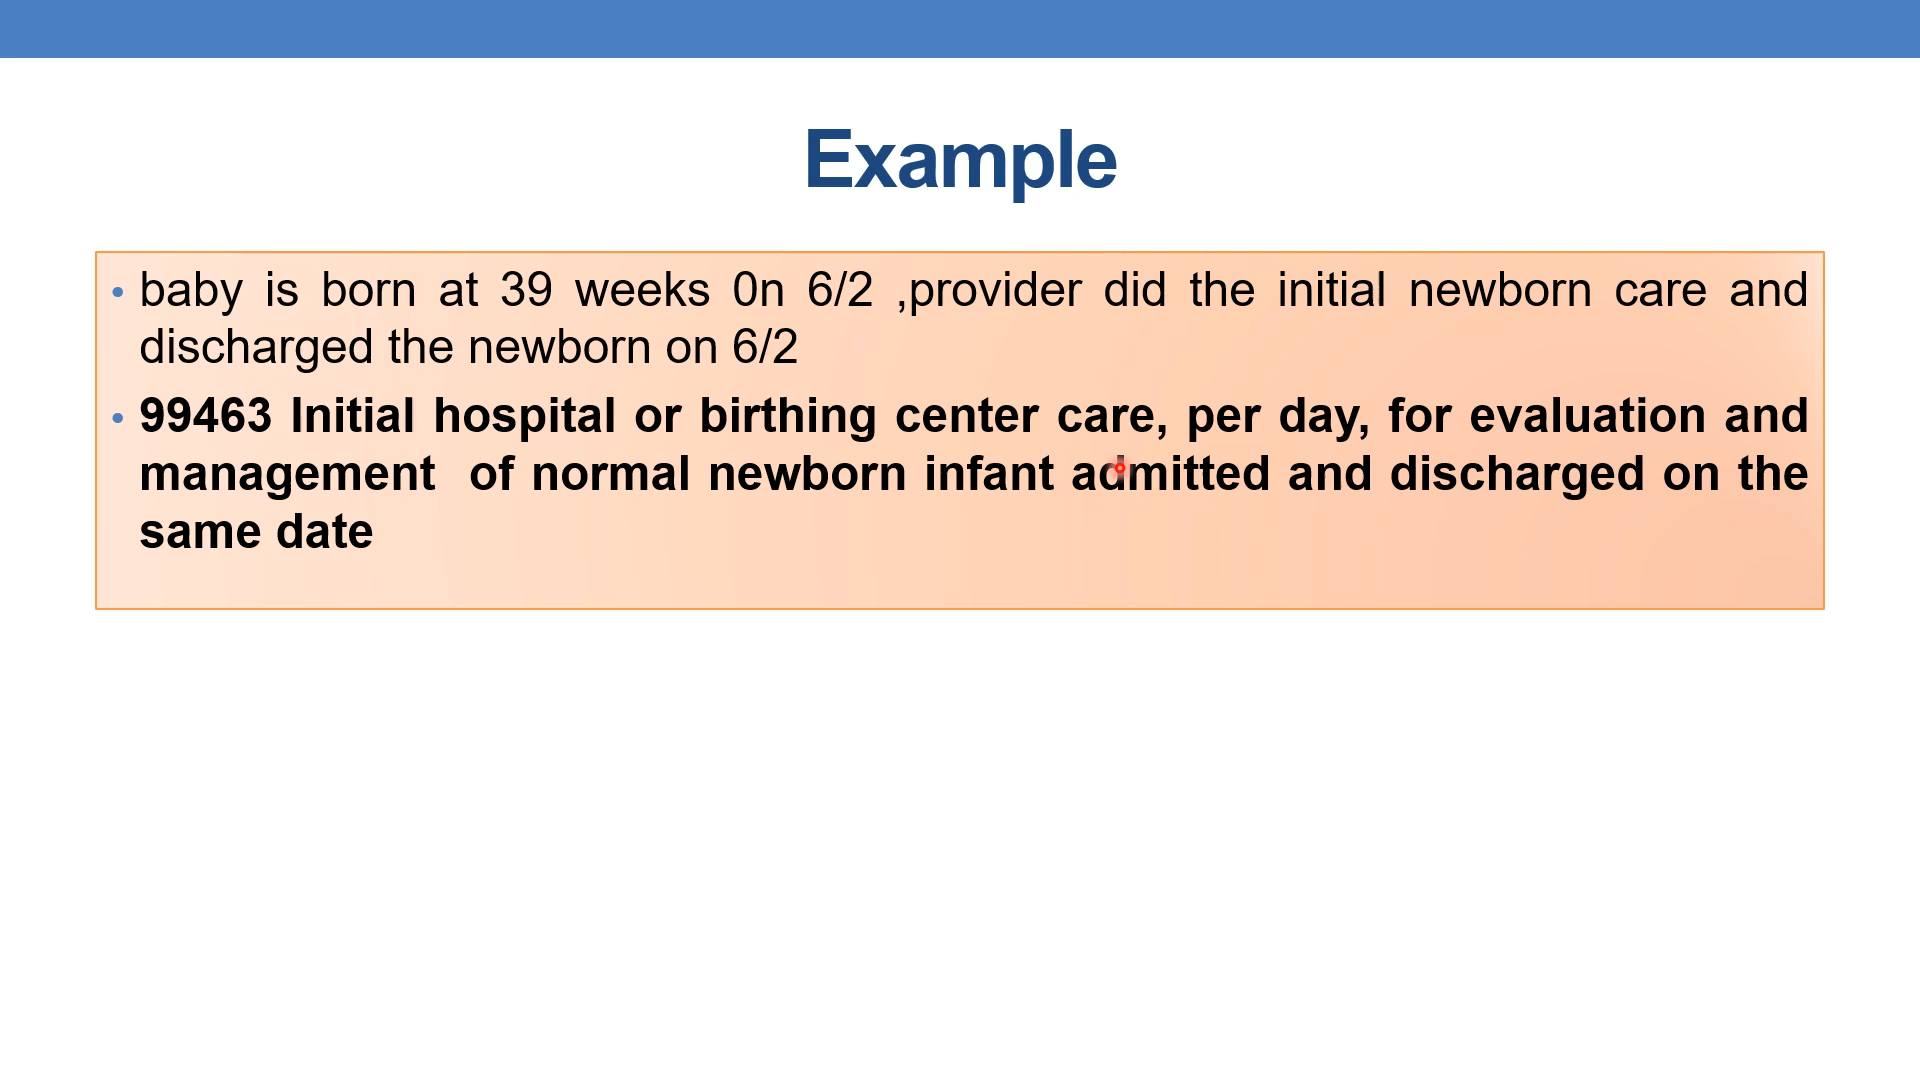 Example
• baby is born at 39 weeks 0n 6/2 ,provider did the initial newborn care and
discharged the newborn on 6/2
• 99463 Initial hospital or birthing center care, per day, for evaluation and
management  of normal newborn infant admitted and discharged on the
same date